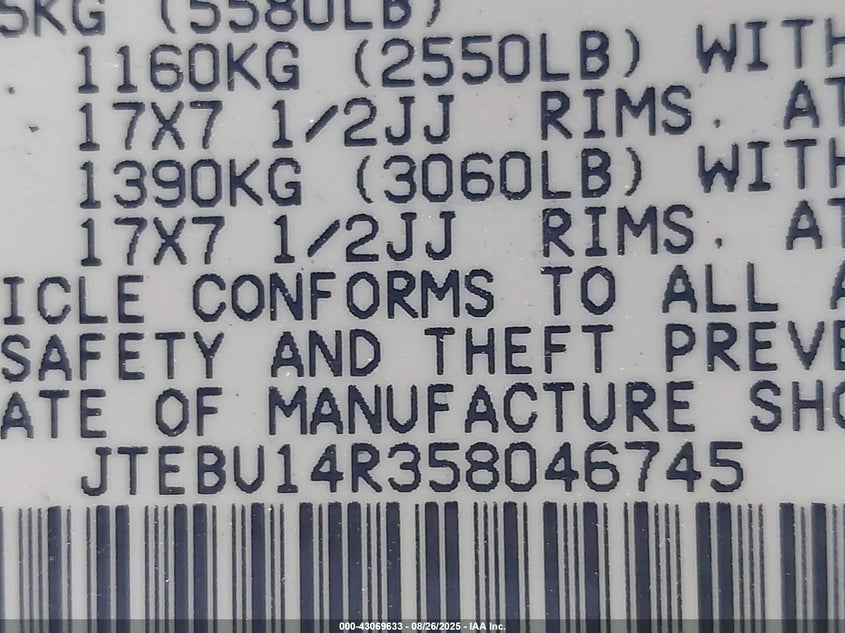 5KG (5580LB)
1160KG (2550LB) WITH
17X7 1/2JJ RIMS. AT
1390KG (3060LB) WITH
17X7 1/2JJ RIMS. AT
ICLE CONFORMS TO ALL A
SAFETY AND THEFT PREVE
ATE OF MANUFACTURE SHO
JTEBU14R358046745
000-43069633 - 08/26/2025 - IAA Inc.